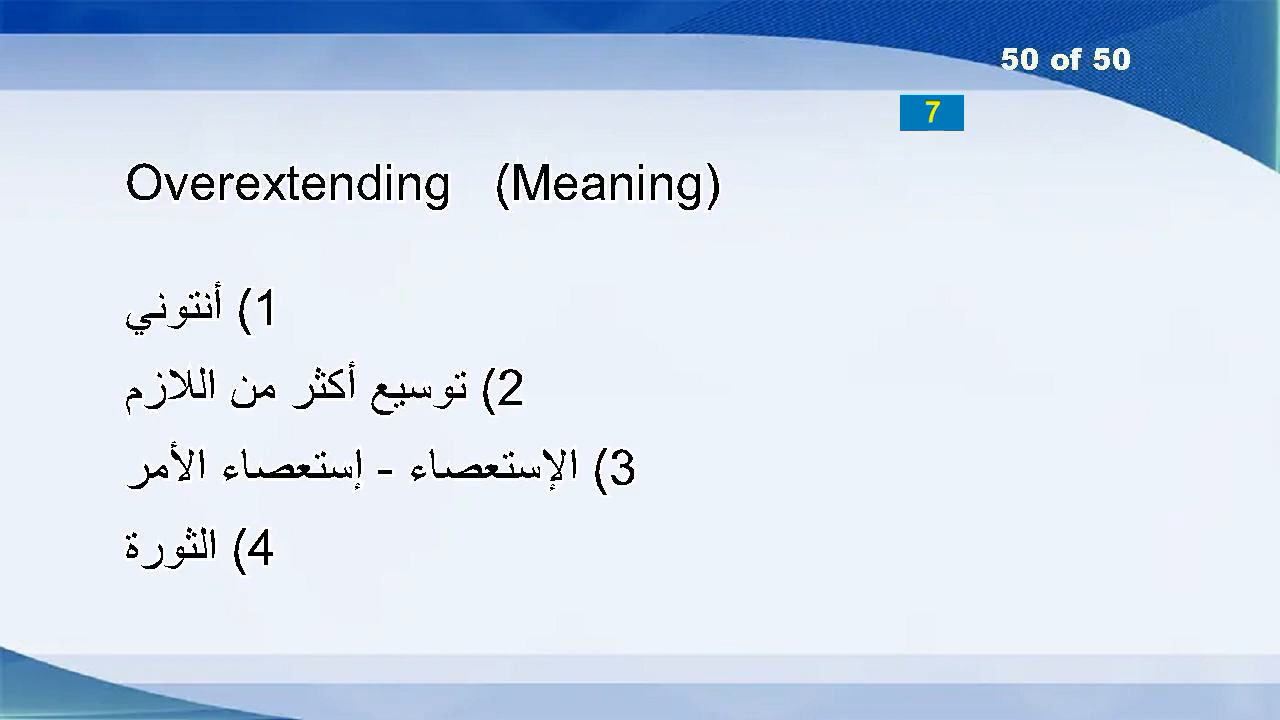 50 of 50
7
Overextending (Meaning)
1) أنتوني
2) توسيع أكثر من اللازم
3) الإستعصاء - إستعصاء الأمر
4) الثورة